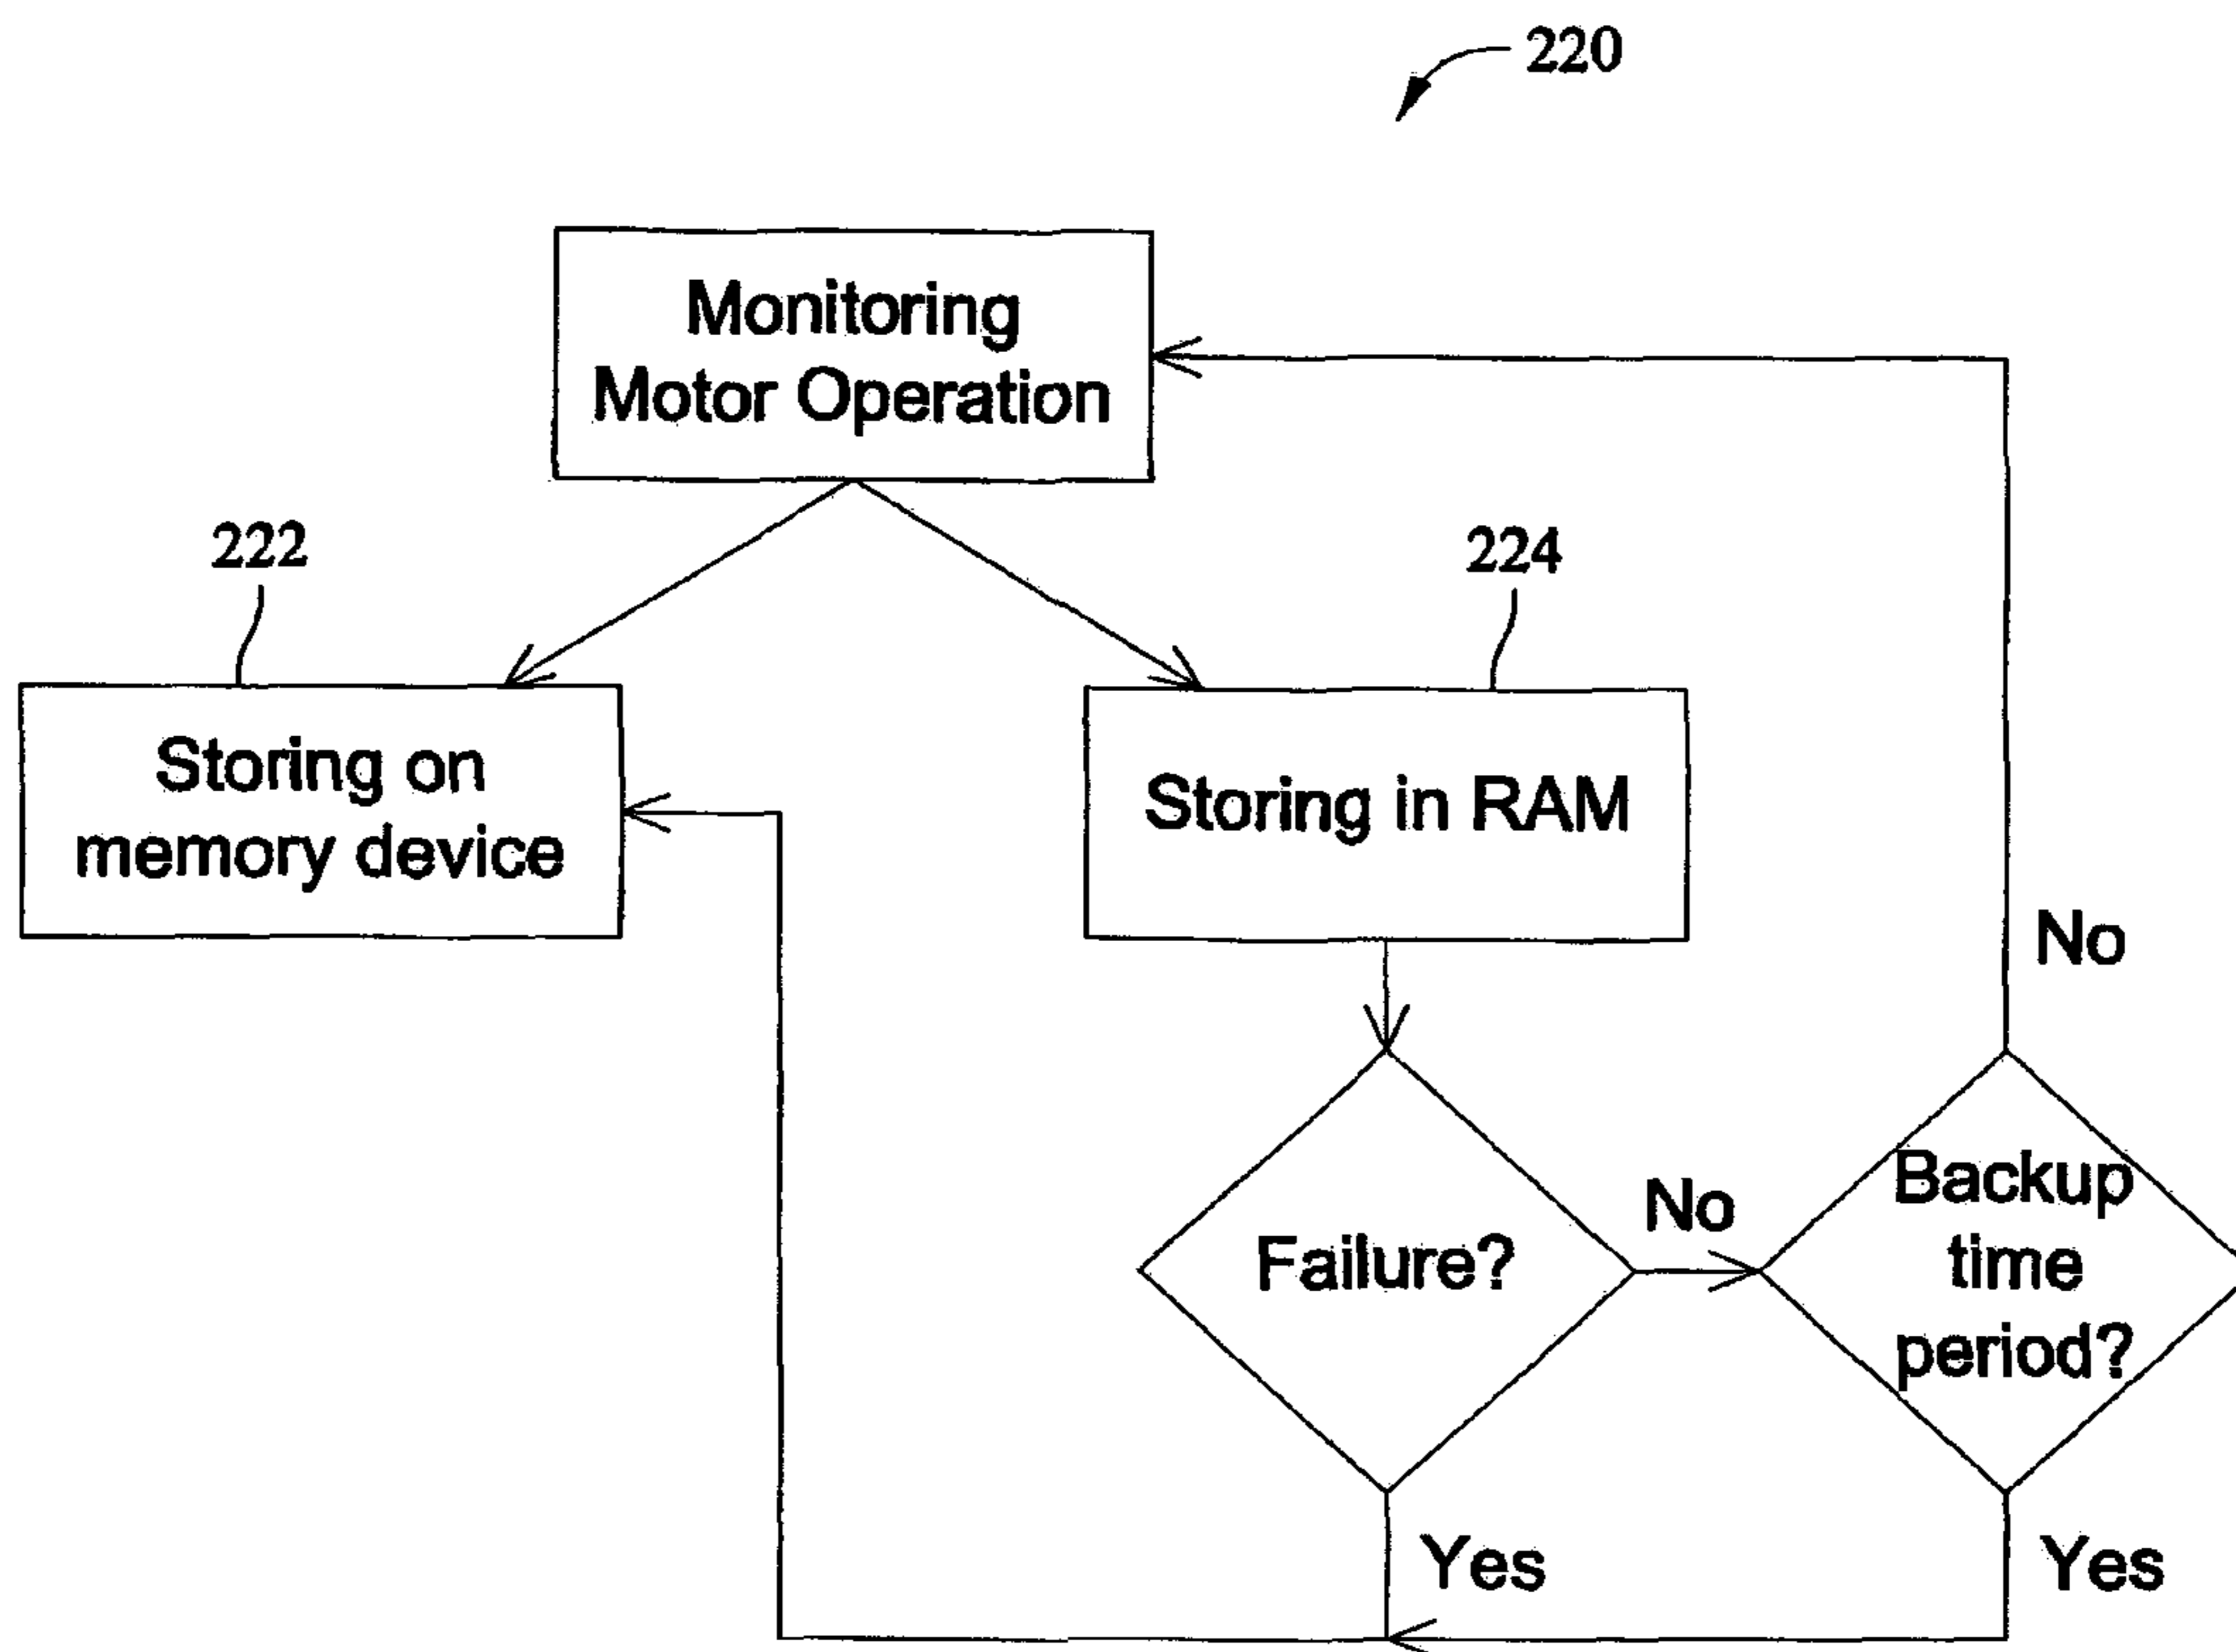 220
Monitoring
Motor Operation
222
224
Storing on
memory device
Storing in RAM
No
Failure?
No
Backup
time
period?
Yes
Yes